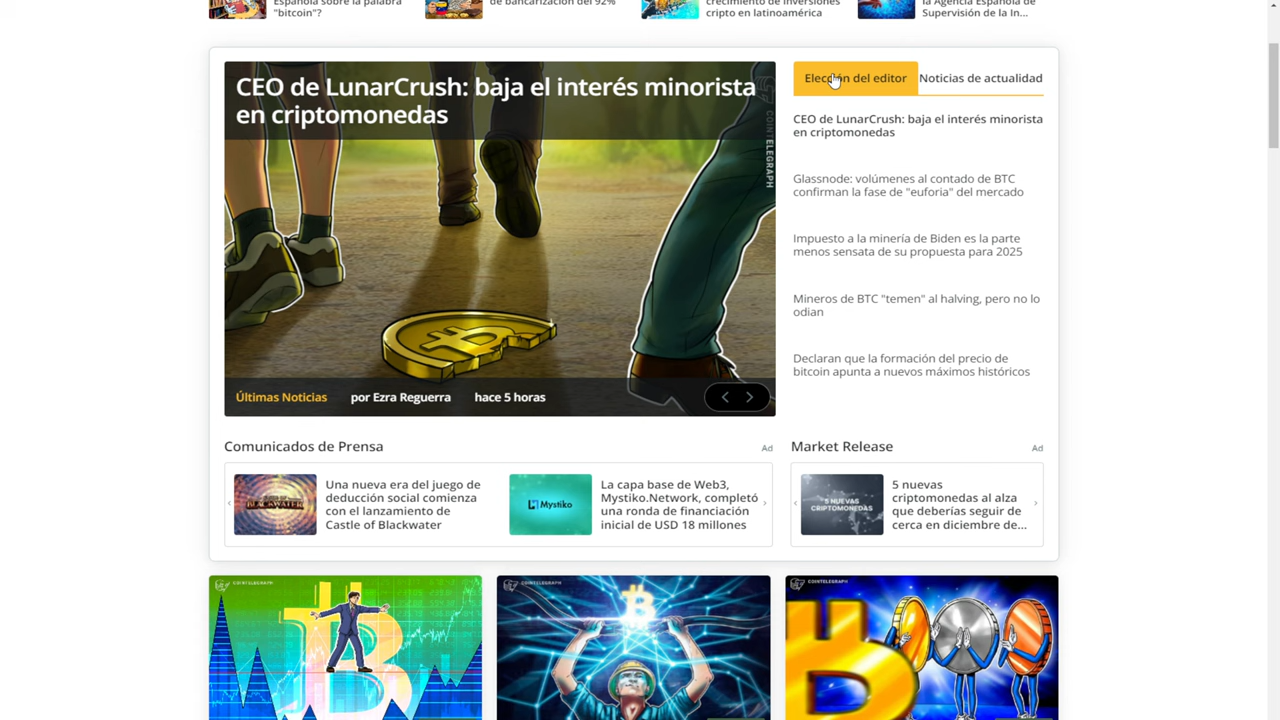 Española sobre la palabra
"bitcoin"?
de bancarización del 92%
crecimiento de inversiones
cripto en latinoamérica
la Agencia Española de
Supervisión de la In...
CEO de LunarCrush: baja el interés minorista
en criptomonedas
COINTELEGRAPH
Últimas Noticias
por Ezra Reguerra
hace 5 horas
Elección del editor
Noticias de actualidad
CEO de LunarCrush: baja el interés minorista
en criptomonedas
Glassnode: volúmenes al contado de BTC
confirman la fase de "euforia" del mercado
Impuesto a la minería de Biden es la parte
menos sensata de su propuesta para 2025
Mineros de BTC "temen" al halving, pero no lo
odian
Declaran que la formación del precio de
bitcoin apunta a nuevos máximos históricos
Comunicados de Prensa
Ad
BLACKWATER
Una nueva era del juego de
deducción social comienza
con el lanzamiento de
Castle of Blackwater
Mystiko
La capa base de Web3,
Mystiko.Network, completó
una ronda de financiación
inicial de USD 18 millones
Market Release
Ad
5 NUEVAS
CRIPTOMONEDAS
5 nuevas
criptomonedas al alza
que deberías seguir de
cerca en diciembre de...
COINTELEGRAPH
COINTELEGRAPH
COINTELEGRAPH